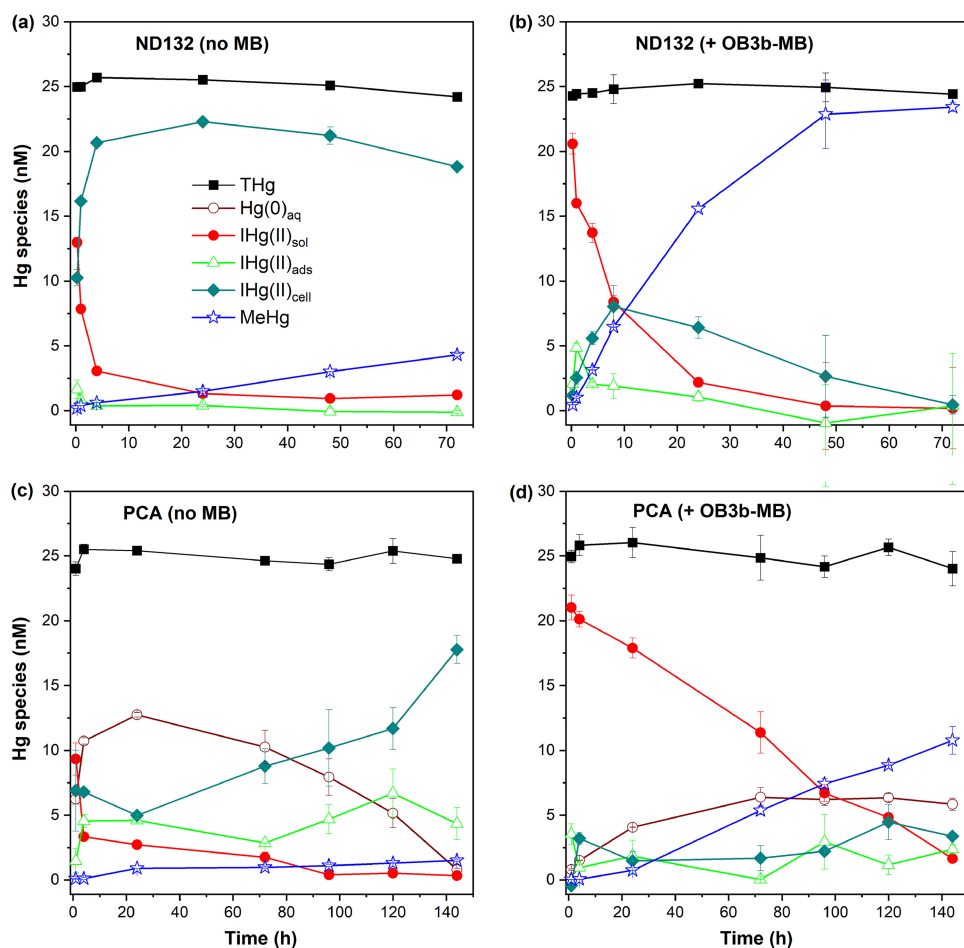 (a)
ND132 (no MB)
30
25
20
15
10
5
0
Hg species (nM)
THg
Hg(0)aq
IHg(II)sol
IHg(II)ads
IHg(II)cell
MeHg
0 10 20 30 40 50 60 70
(b)
ND132 (+ OB3b-MB)
30
25
20
15
10
5
0
0 10 20 30 40 50 60 70
(c)
PCA (no MB)
30
25
20
15
10
5
0
Hg species (nM)
0 20 40 60 80 100 120 140
Time (h)
(d)
PCA (+ OB3b-MB)
30
25
20
15
10
5
0
0 20 40 60 80 100 120 140
Time (h)